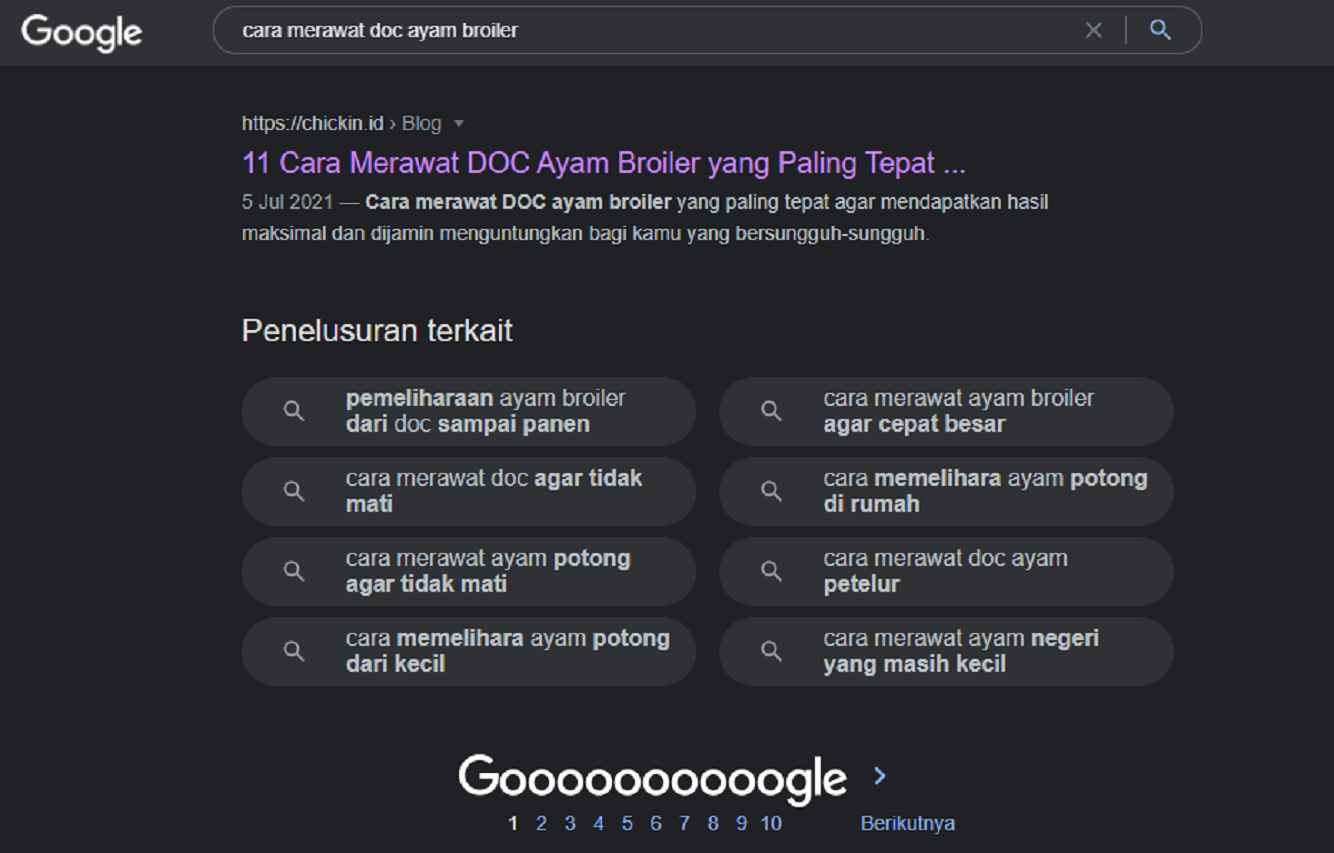 Google
cara merawat doc ayam broiler
https://chickin.id › Blog
11 Cara Merawat DOC Ayam Broiler yang Paling Tepat ...
5 Jul 2021 — Cara merawat DOC ayam broiler yang paling tepat agar mendapatkan hasil
maksimal dan dijamin menguntungkan bagi kamu yang bersungguh-sungguh.
Penelusuran terkait
pemeliharaan ayam broiler
dari doc sampai panen
cara merawat ayam broiler
agar cepat besar
cara merawat doc agar tidak
mati
cara memelihara ayam potong
di rumah
cara merawat ayam potong
agar tidak mati
cara merawat doc ayam
petelur
cara memelihara ayam potong
dari kecil
cara merawat ayam negeri
yang masih kecil
Goooooooooogle >
1 2 3 4 5 6 7 8 9 10 Berikutnya